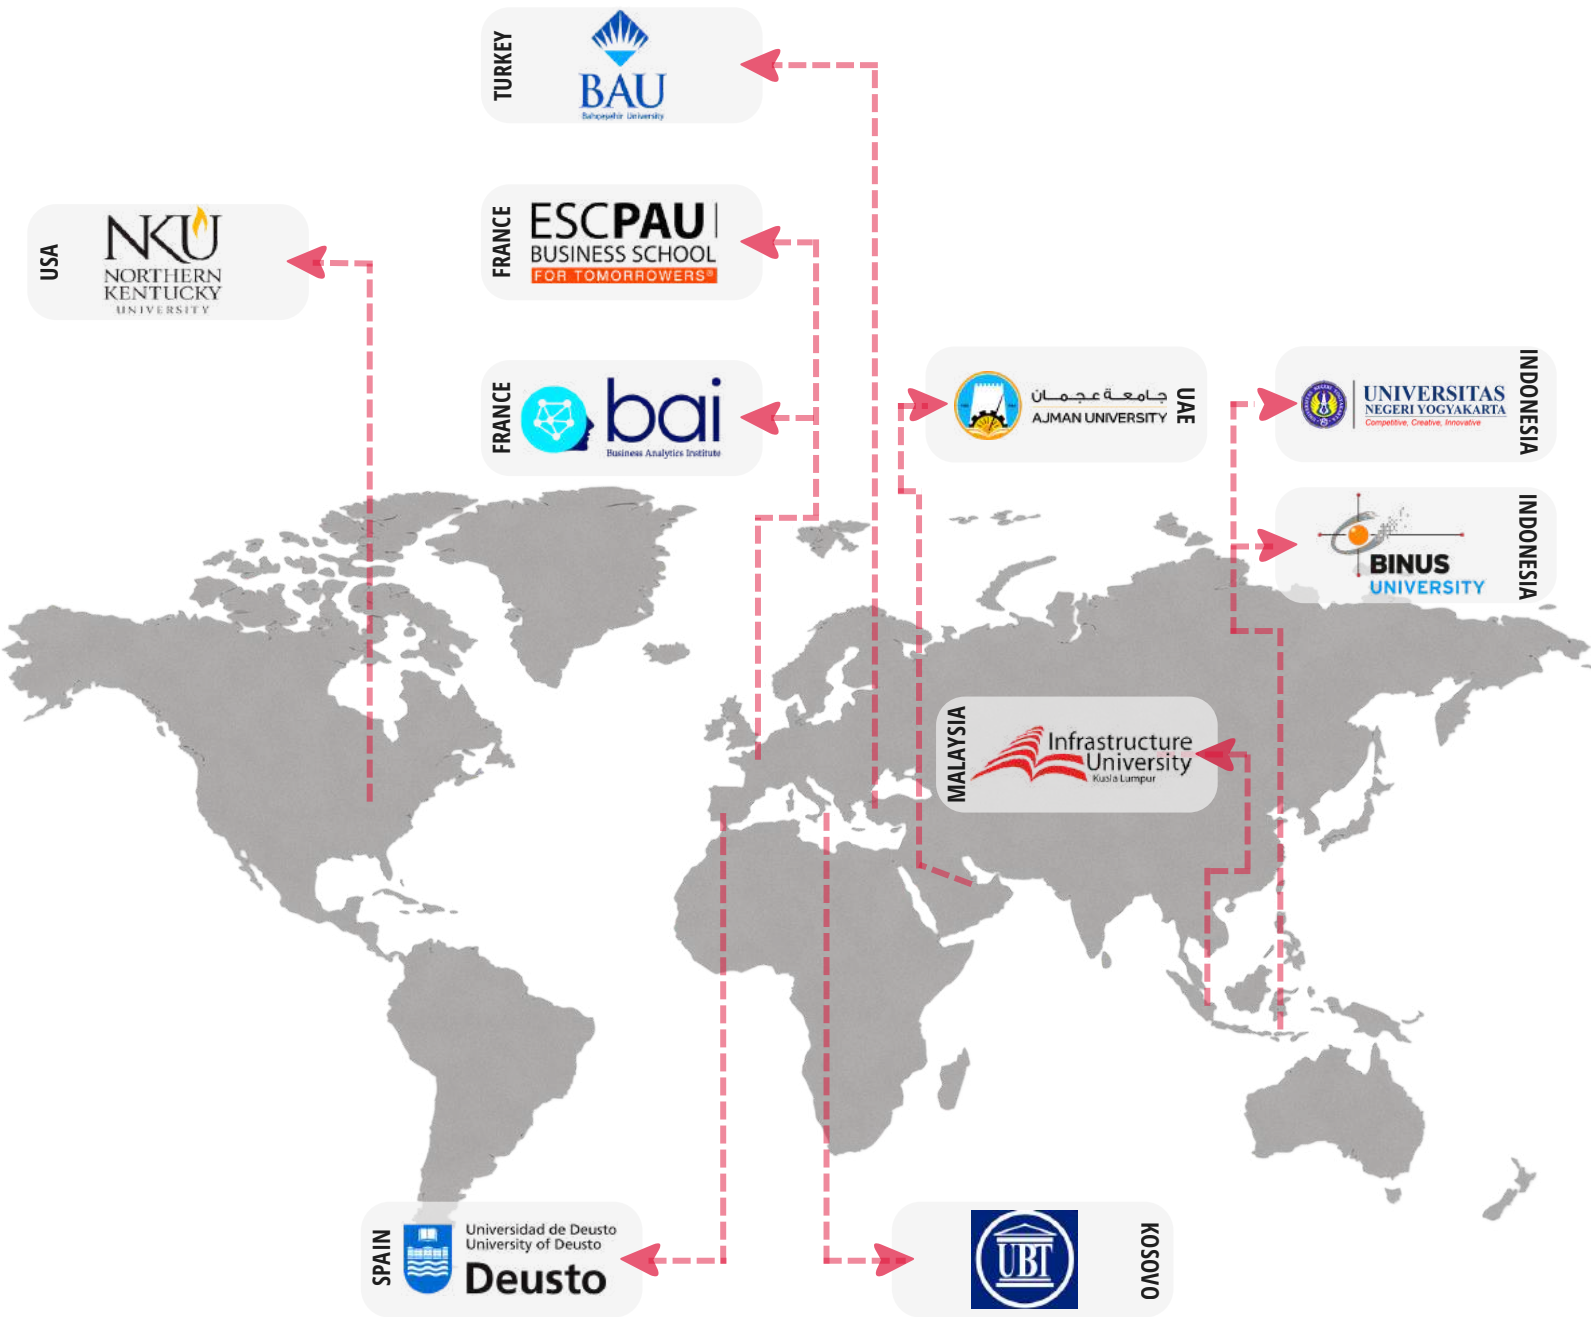 TURKEY
BAU
Bahçeşehir University
USA
NKU
NORTHERN
KENTUCKY
UNIVERSITY
FRANCE
ESCPAU
BUSINESS SCHOOL
FOR TOMORROWERS®
FRANCE
bai
Business Analytics Institute
جامعة عجمان
AJMAN UNIVERSITY
UAE
UNIVERSITAS
NEGERI YOGYAKARTA
Competitive, Creative, Innovative
INDONESIA
BINUS
UNIVERSITY
INDONESIA
MALAYSIA
Infrastructure
University
Kuala Lumpur
SPAIN
Universidad de Deusto
University of Deusto
Deusto
UBT
KOSOVO